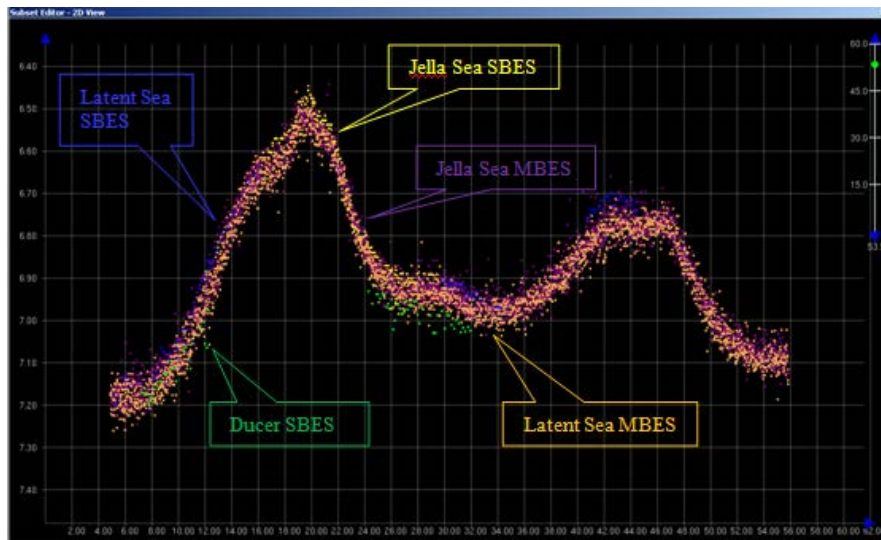 Subset Editor - 2D View
Jella Sea SBES
Latent Sea
SBES
Jella Sea MBES
Ducer SBES
Latent Sea MBES
60.0
45.0
30.0
15.0
6.40
6.50
6.60
6.70
6.80
6.90
7.00
7.10
7.20
7.30
7.40
2.00 4.00 6.00 8.00 10.00 12.00 14.00 16.00 18.00 20.00 22.00 24.00 26.00 28.00 30.00 32.00 34.00 36.00 38.00 40.00 42.00 44.00 46.00 48.00 50.00 52.00 54.00 56.00 58.00 60.00